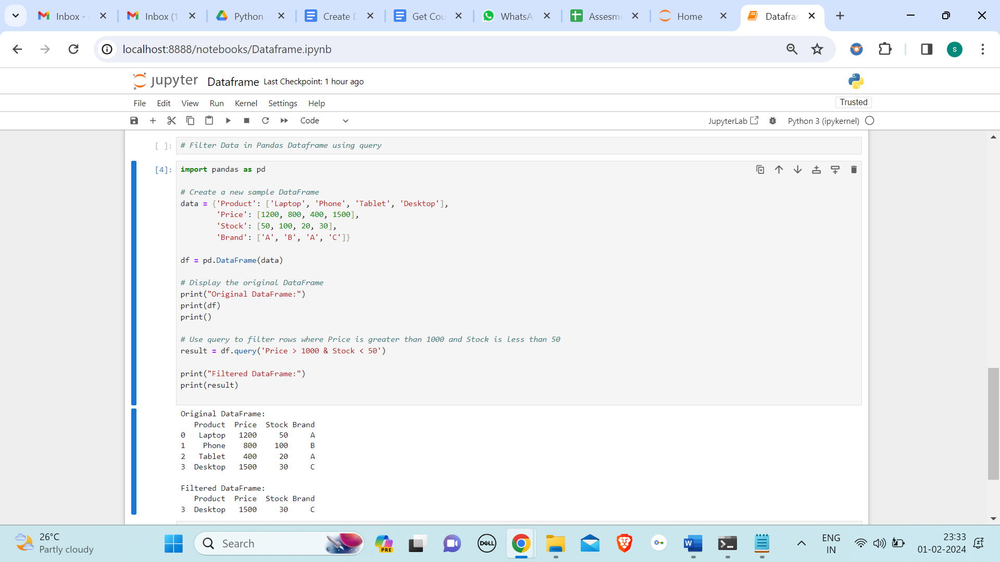 Inbox -
Inbox (1
Python
Create
Get Cou
WhatsA
Assesm
Home
Datafrar
localhost:8888/notebooks/Dataframe.ipynb
s
jupyter Dataframe Last Checkpoint: 1 hour ago
File Edit View Run Kernel Settings Help
Trusted
Code
JupyterLab
Python 3 (ipykernel)
[ ]: # Filter Data in Pandas Dataframe using query
[4]: import pandas as pd
# Create a new sample DataFrame
data = {'Product': ['Laptop', 'Phone', 'Tablet', 'Desktop'],
'Price': [1200, 800, 400, 1500],
'Stock': [50, 100, 20, 30],
'Brand': ['A', 'B', 'A', 'C']}
df = pd.DataFrame(data)
# Display the original DataFrame
print("Original DataFrame:")
print(df)
print()
# Use query to filter rows where Price is greater than 1000 and Stock is less than 50
result = df.query('Price > 1000 & Stock < 50')
print("Filtered DataFrame:")
print(result)
Original DataFrame:
Product Price Stock Brand
0 Laptop 1200 50 A
1 Phone 800 100 B
2 Tablet 400 20 A
3 Desktop 1500 30 C
Filtered DataFrame:
Product Price Stock Brand
3 Desktop 1500 30 C
26°C
Partly cloudy
Search
PRE
DELL
W
ENG
IN
23:33
01-02-2024